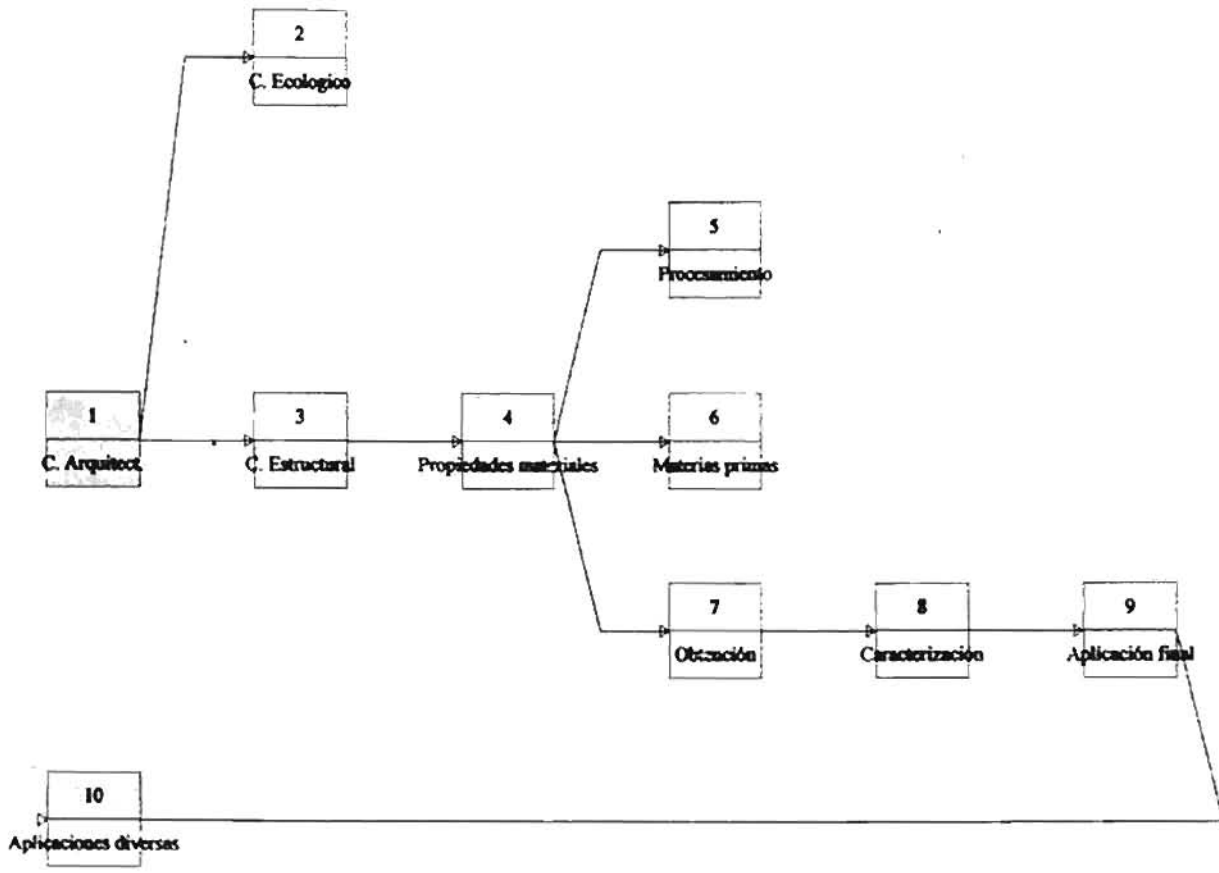 2
C. Ecologico
5
Procesamiento
1
C. Arquitect.
3
C. Estructural
4
Propiedades materiales
6
Materias primas
7
Obtención
8
Caracterización
9
Aplicación final
10
Aplicaciones diversas